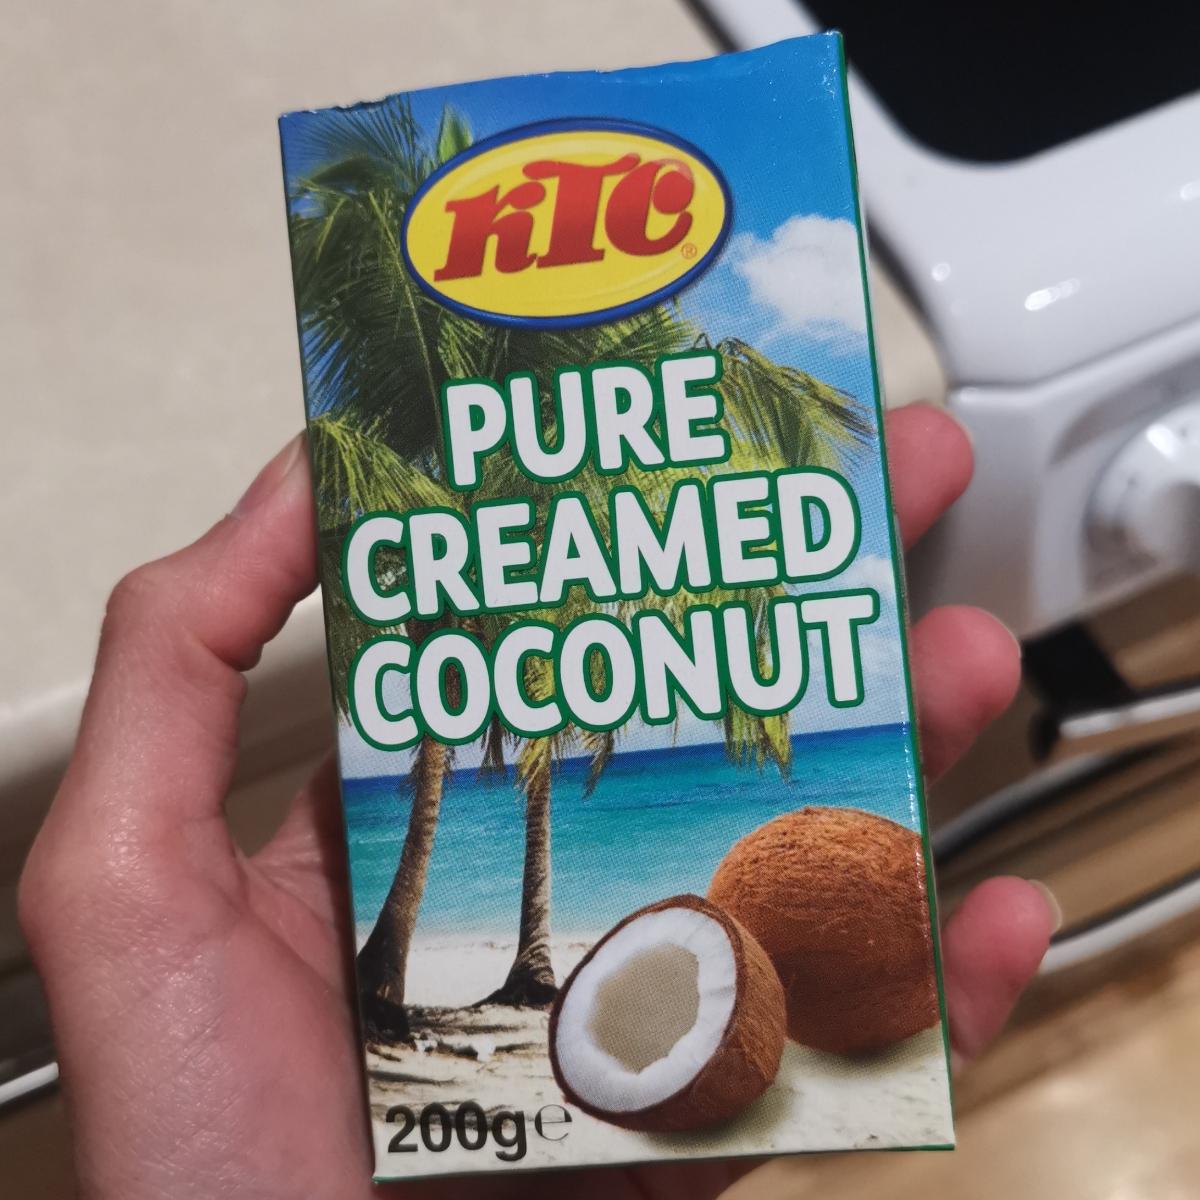 KTC®
PURE
CREAMED
COCONUT
200g℮